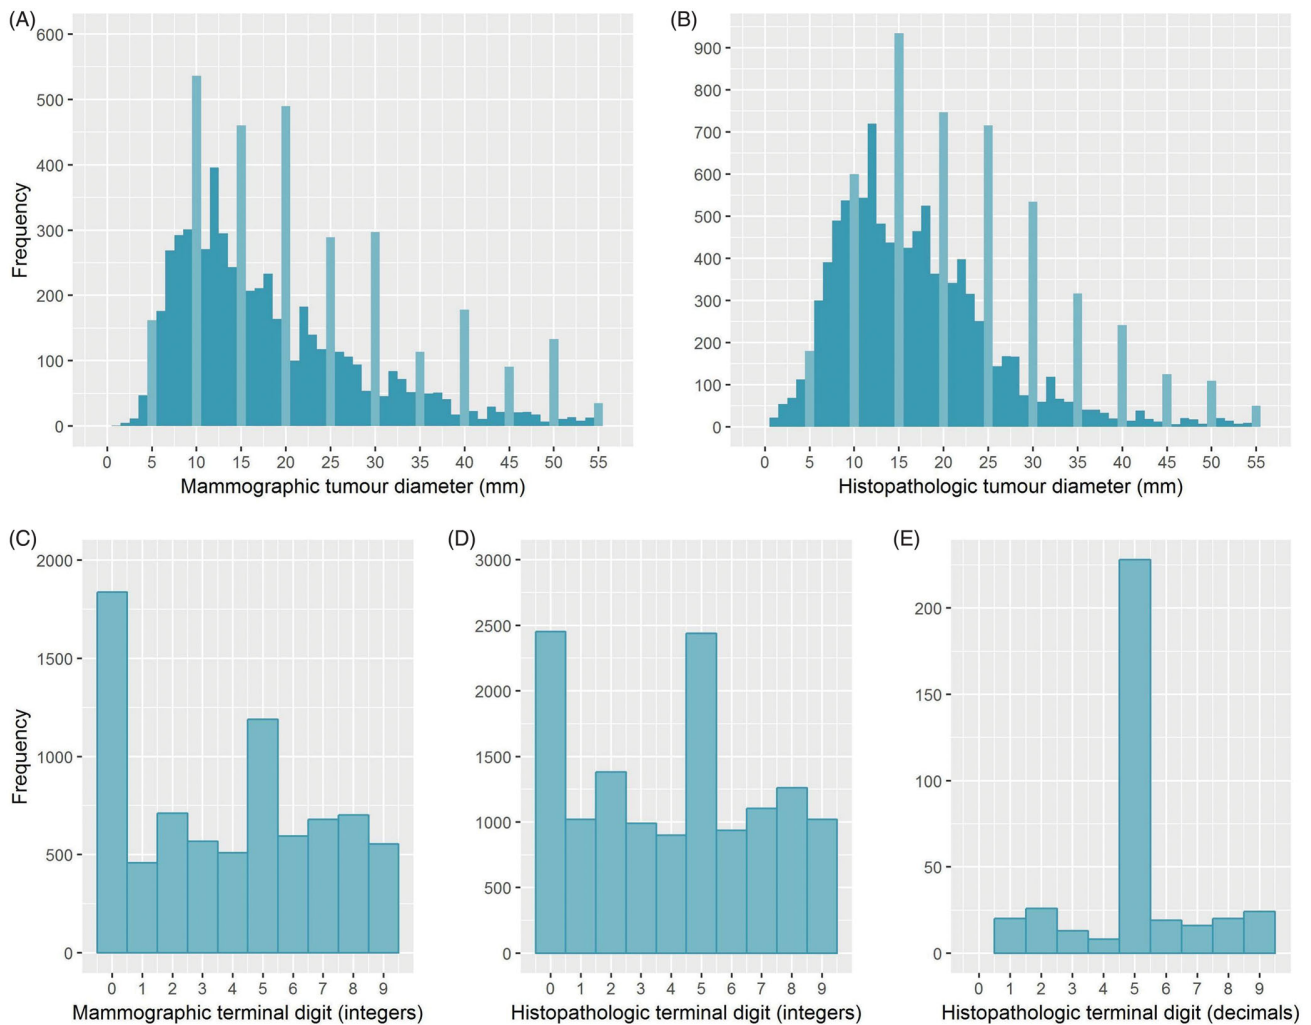 (A)
600
500
400
300
200
100
0
Frequency
0 5 10 15 20 25 30 35 40 45 50 55
Mammographic tumour diameter (mm)
(B)
900
800
700
600
500
400
300
200
100
0
0 5 10 15 20 25 30 35 40 45 50 55
Histopathologic tumour diameter (mm)
(C)
2000
1500
1000
500
0
Frequency
0 1 2 3 4 5 6 7 8 9
Mammographic terminal digit (integers)
(D)
3000
2500
2000
1500
1000
500
0
0 1 2 3 4 5 6 7 8 9
Histopathologic terminal digit (integers)
(E)
200
150
100
50
0
0 1 2 3 4 5 6 7 8 9
Histopathologic terminal digit (decimals)